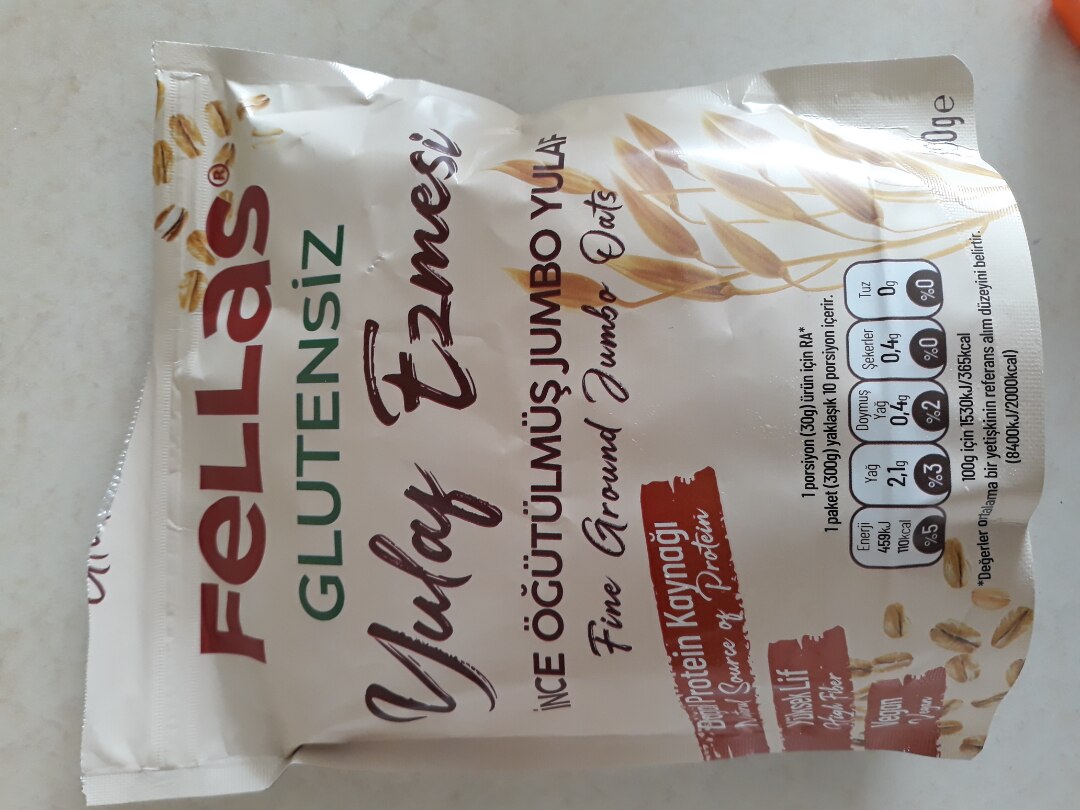 FeLLas®
GLUTENSİZ
Yulaf Ezmesi
İNCE ÖĞÜTÜLMÜŞ JUMBO YULAF
Fine Ground Jumbo Oats
Protein Kaynağı
Source of Protein
Yüksek Lif
High Fiber
Vegan
Vegan
1 porsiyon (30g) ürün için RA*
1 paket (300g) yaklaşık 10 porsiyon içerir.
Enerji
459kJ
110kcal
%5
Yağ
2,1g
%3
Doymuş
Yağ
0,4g
%2
Şekerler
0,4g
%0
Tuz
0g
%0
100g için 1530kJ/365kcal
*Değerler ortalama bir yetişkinin referans alım düzeyini belirtir.
(8400kJ/2000kcal)